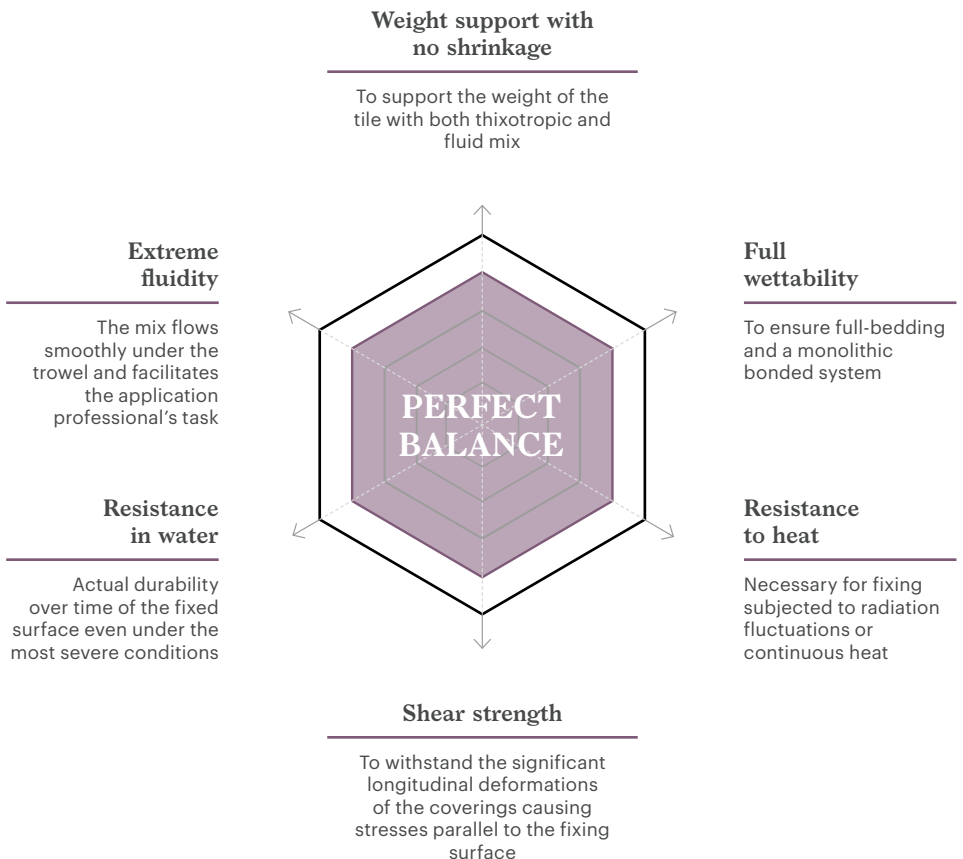 Weight support with
no shrinkage
To support the weight of the
tile with both thixotropic and
fluid mix
Extreme
fluidity
The mix flows
smoothly under the
trowel and facilitates
the application
professional's task
Full
wettability
To ensure full-bedding
and a monolithic
bonded system
PERFECT
BALANCE
Resistance
in water
Actual durability
over time of the fixed
surface even under the
most severe conditions
Resistance
to heat
Necessary for fixing
subjected to radiation
fluctuations or
continuous heat
Shear strength
To withstand the significant
longitudinal deformations
of the coverings causing
stresses parallel to the fixing
surface